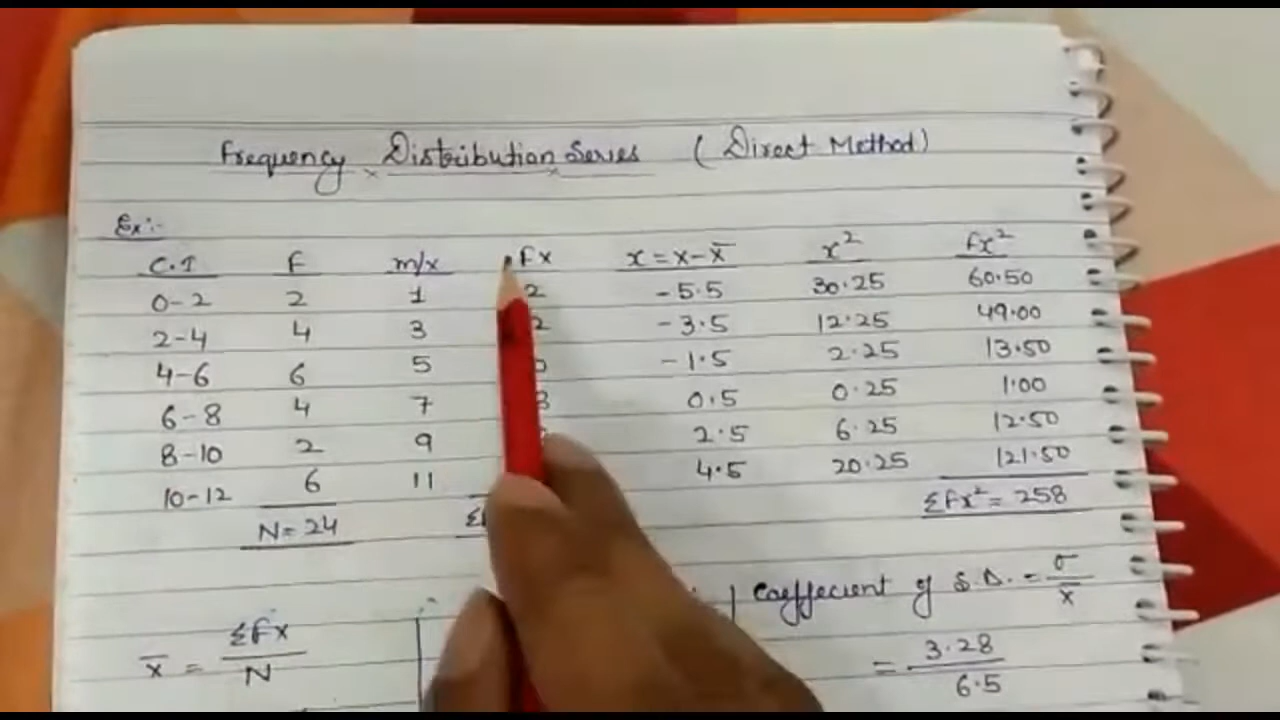 Frequency Distribution Series (Direct Method)
Ex:-
C.I F m/x Fx x = x - x̄ x² Fx²
0-2 2 1 2 -5.5 30.25 60.50
2-4 4 3 2 -3.5 12.25 49.00
4-6 6 5 -1.5 2.25 13.50
6-8 4 7 8 0.5 0.25 1.00
8-10 2 9 2.5 6.25 12.50
10-12 6 11 4.5 20.25 121.50
N = 24 Σ ΣFx² = 258
x̄ = ΣFx / N
Coeffecient of S.D. = σ / x̄
= 3.28 / 6.5